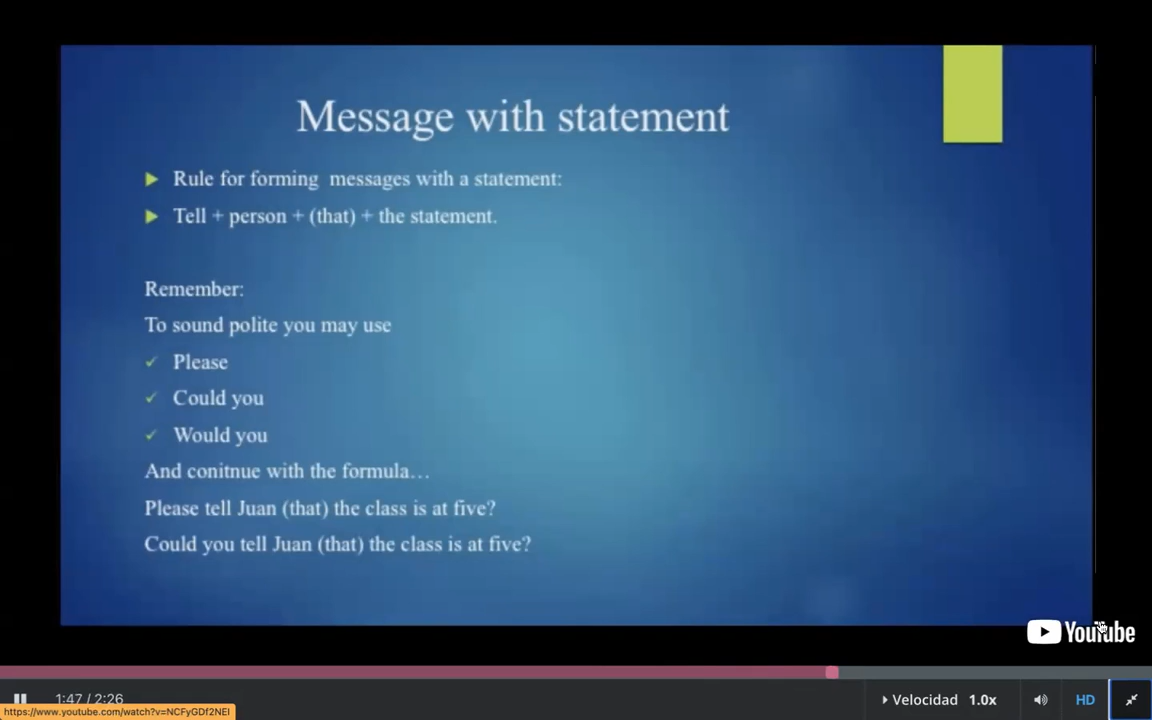 Message with statement
Rule for forming messages with a statement:
Tell + person + (that) + the statement.
Remember:
To sound polite you may use
Please
Could you
Would you
And conitnue with the formula…
Please tell Juan (that) the class is at five?
Could you tell Juan (that) the class is at five?
YouTube
1:47 / 2:26
Velocidad 1.0x
HD
https://www.youtube.com/watch?v=NCFyGDf2NEI